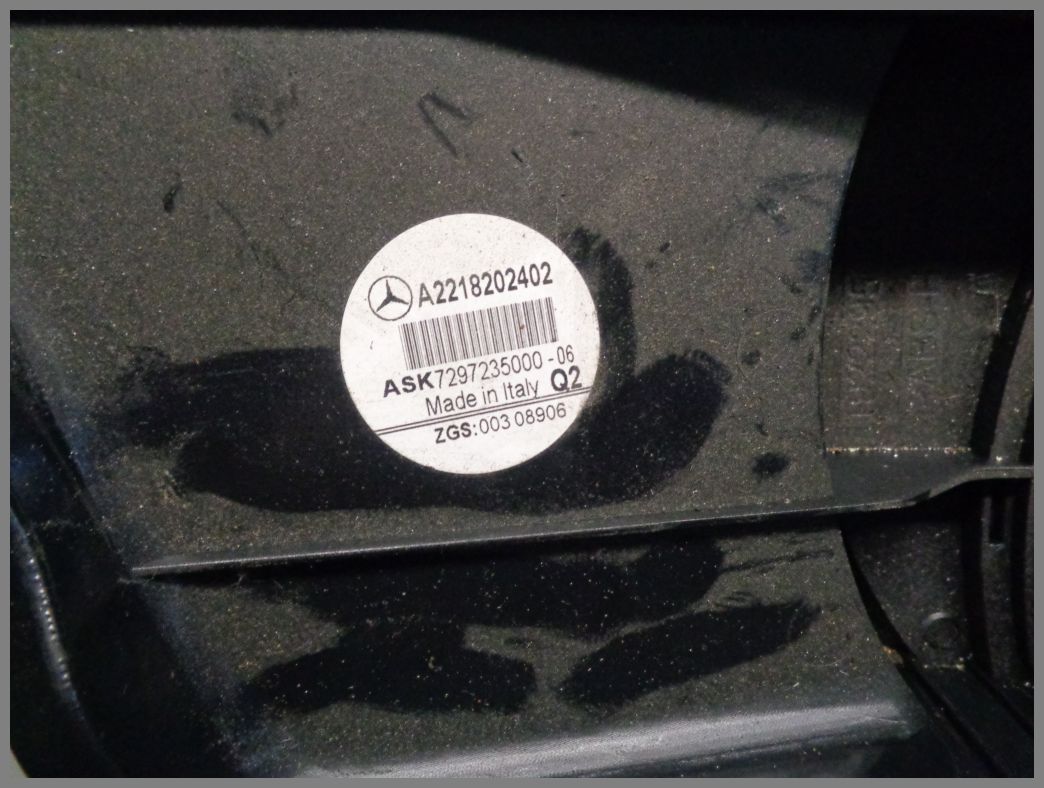 A2218202402
ASK7297235000-06
Made in Italy Q2
ZGS:003 08906